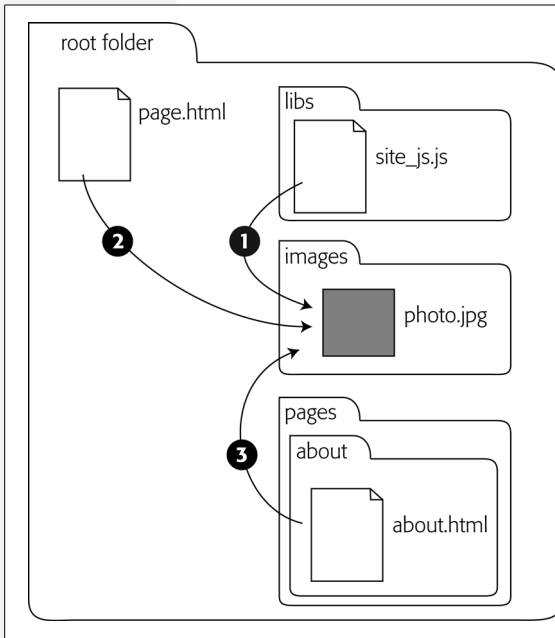 root folder
page.html
libs
site_js.js
2
1
images
photo.jpg
pages
3
about
about.html